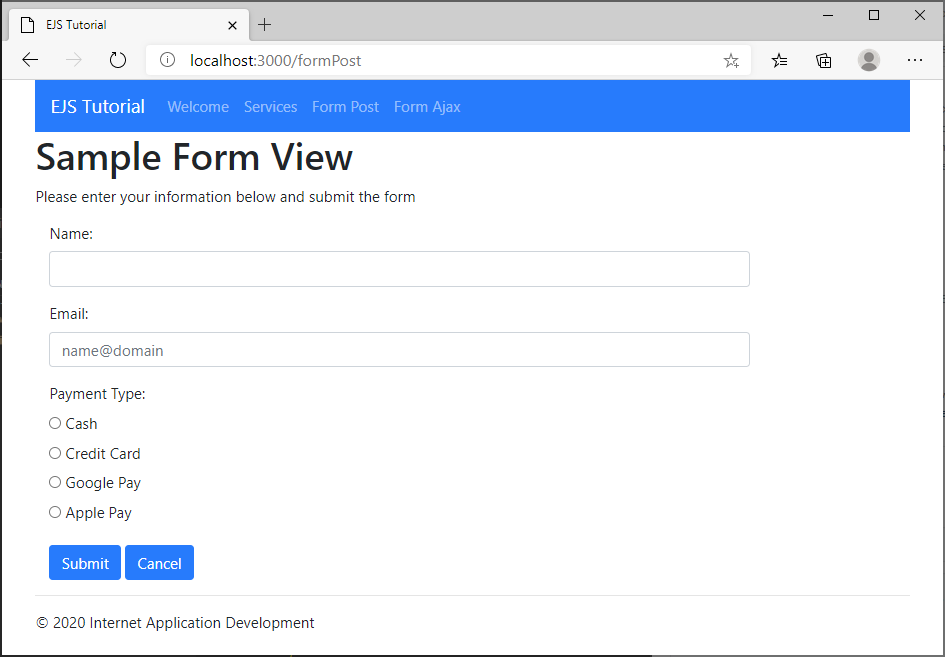 EJS Tutorial
localhost:3000/formPost
EJS Tutorial Welcome Services Form Post Form Ajax
Sample Form View
Please enter your information below and submit the form
Name:
Email:
name@domain
Payment Type:
Cash
Credit Card
Google Pay
Apple Pay
Submit Cancel
© 2020 Internet Application Development